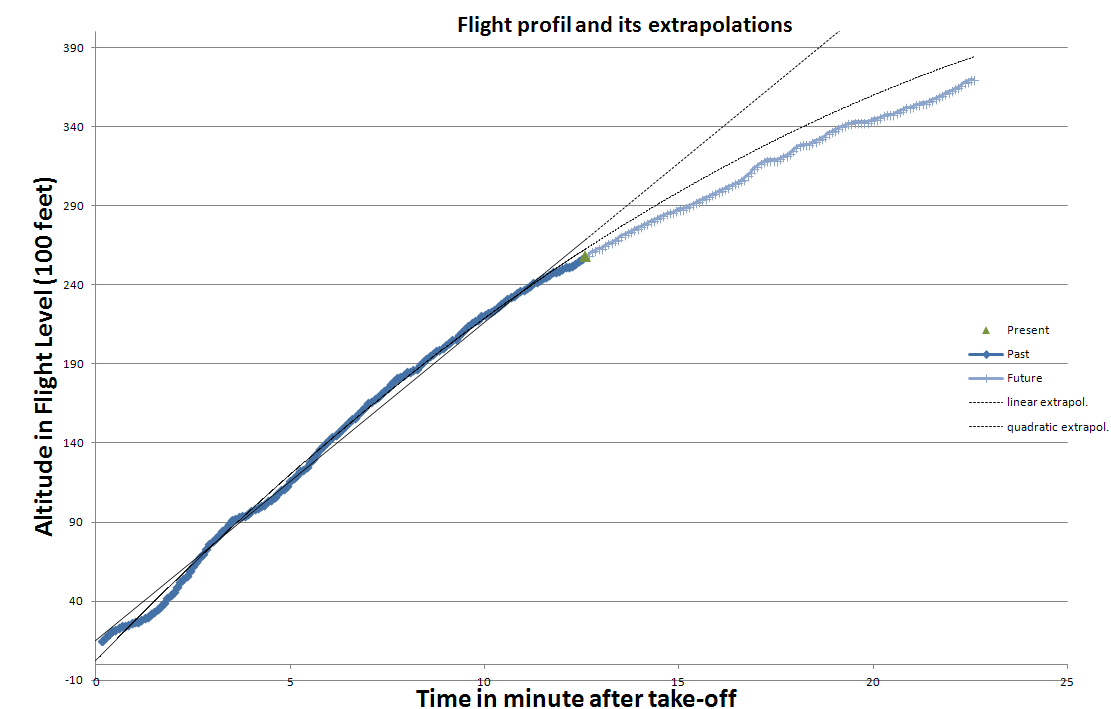 Flight profil and its extrapolations
Altitude in Flight Level (100 feet)
390
340
290
240
190
140
90
40
-10
0 5 10 15 20 25
Time in minute after take-off
Present
Past
Future
linear extrapol.
quadratic extrapol.